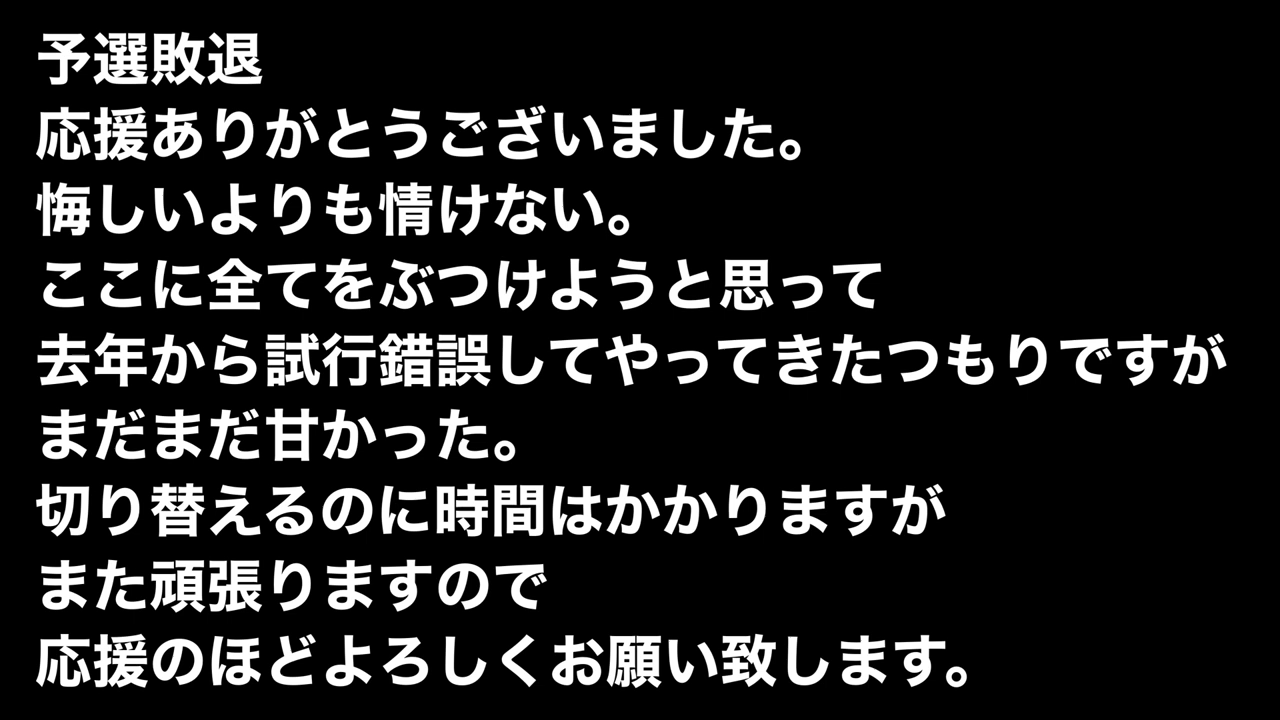 予選敗退
応援ありがとうございました。
悔しいよりも情けない。
ここに全てをぶつけようと思って
去年から試行錯誤してやってきたつもりですが
まだまだ甘かった。
切り替えるのに時間はかかりますが
また頑張りますので
応援のほどよろしくお願い致します。